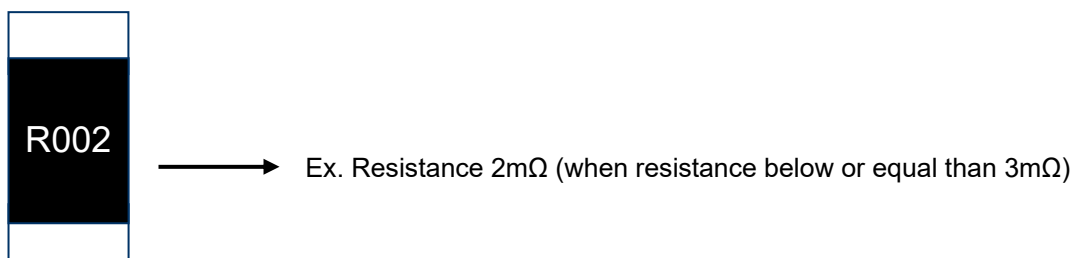 R002
Ex. Resistance 2mΩ (when resistance below or equal than 3mΩ)